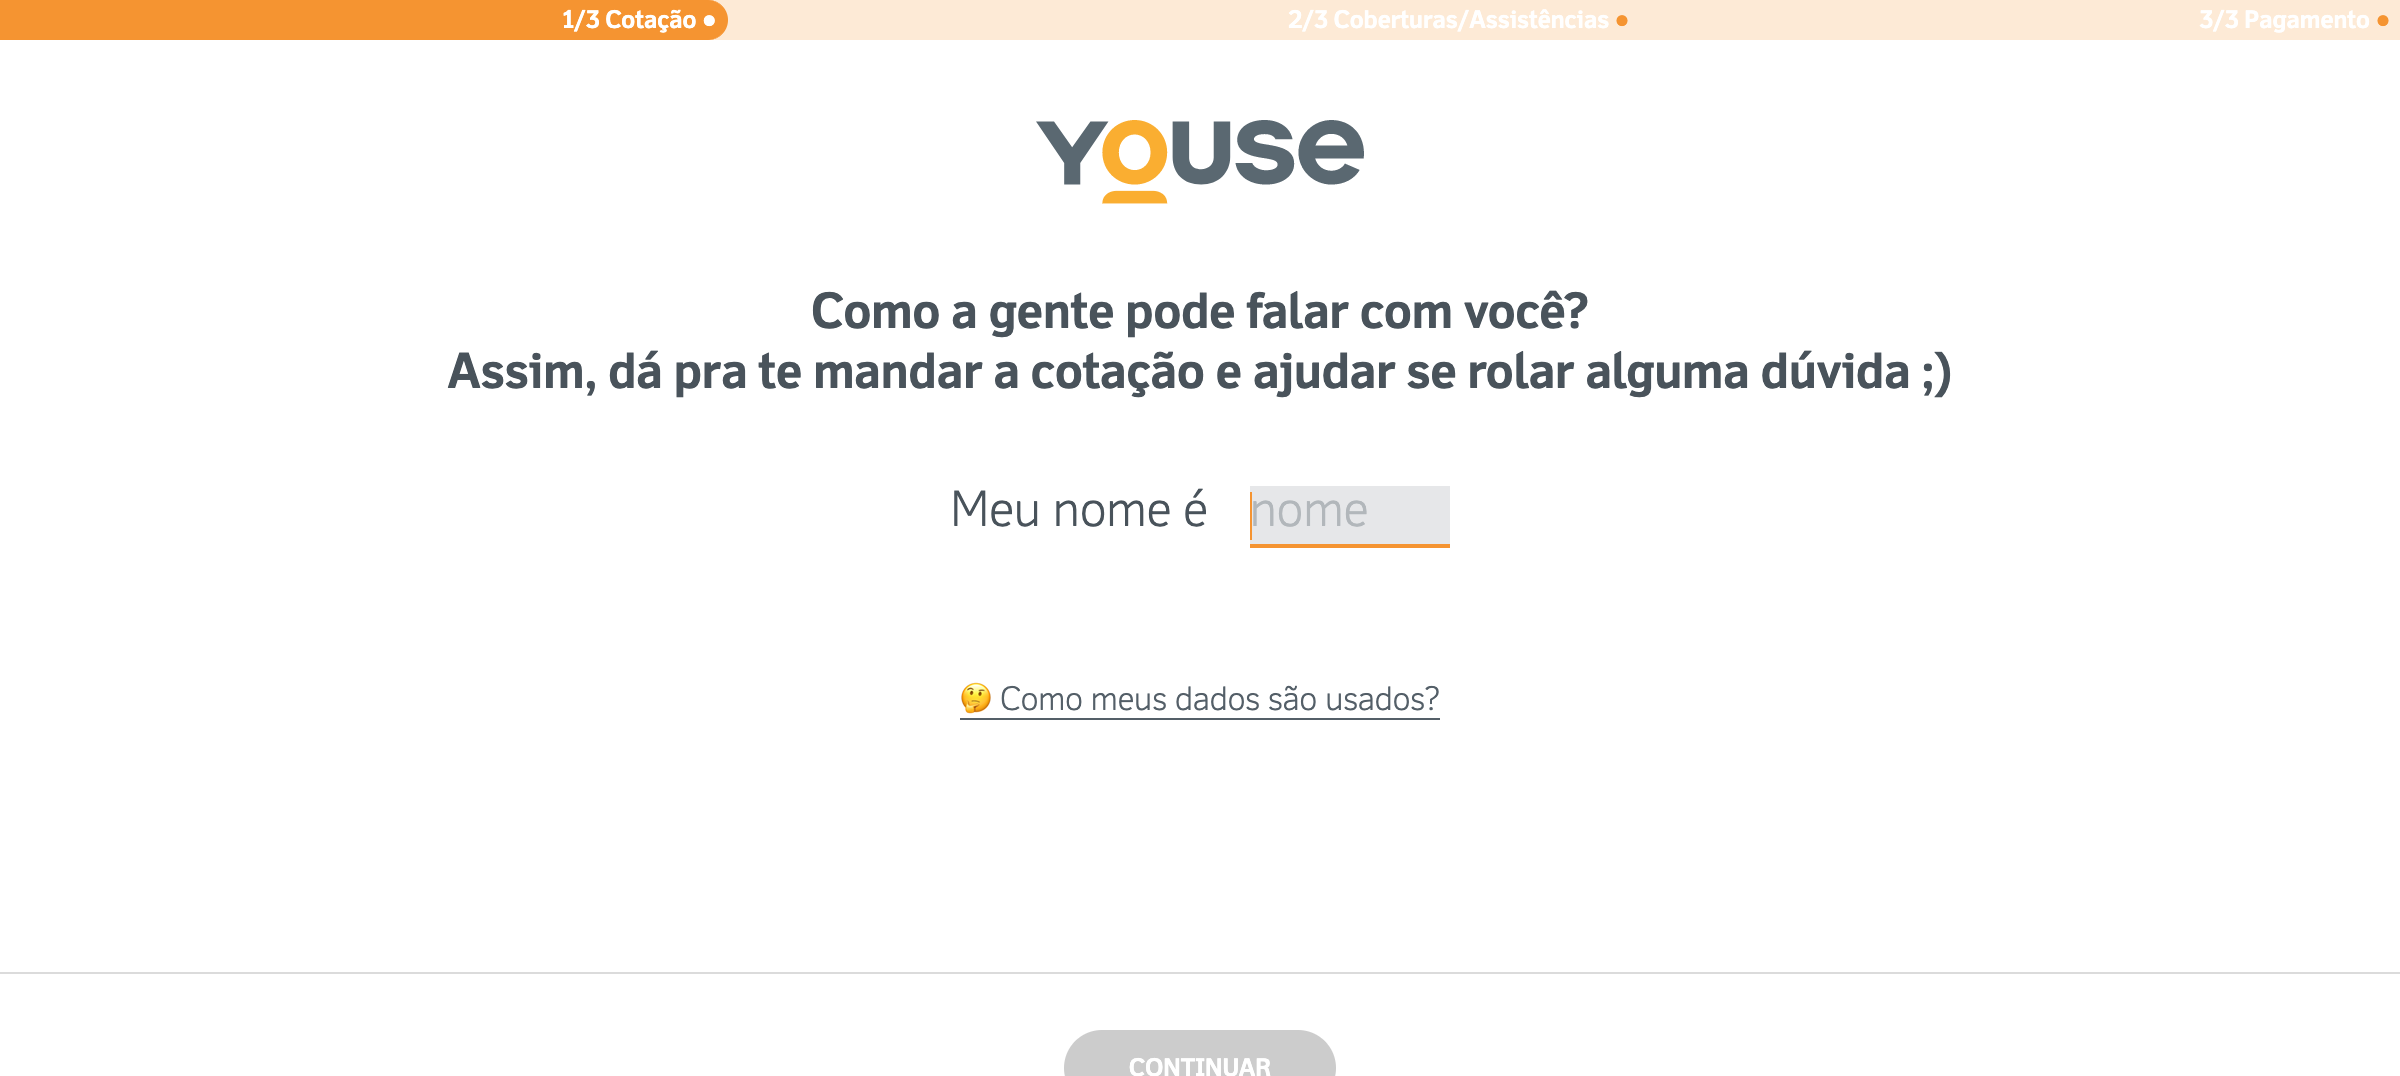 1/3 Cotação
2/3 Coberturas/Assistências
3/3 Pagamento
Youse
Como a gente pode falar com você?
Assim, dá pra te mandar a cotação e ajudar se rolar alguma dúvida ;)
Meu nome é nome
🤔 Como meus dados são usados?
CONTINUAR